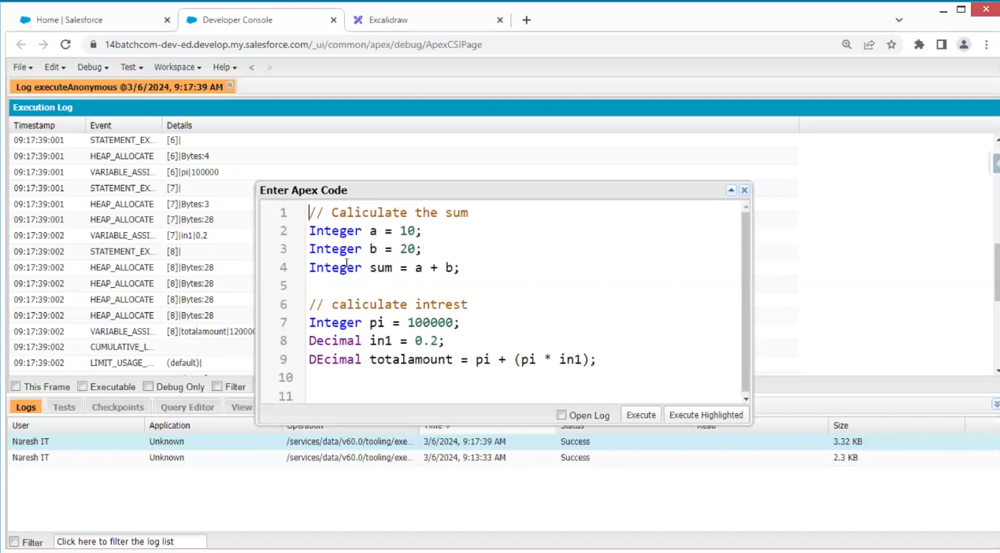 Home | Salesforce
Developer Console
Excalidraw
14batchcom-dev-ed.develop.my.salesforce.com/_ui/common/apex/debug/ApexCSIPage
File Edit Debug Test Workspace Help < >
Log executeAnonymous @3/6/2024, 9:17:39 AM
Execution Log
Timestamp Event Details
09:17:39:001 STATEMENT_EX... [6]|
09:17:39:001 HEAP_ALLOCATE [6]|Bytes:4
09:17:39:001 VARIABLE_ASSI... [6]|pi|100000
09:17:39:001 STATEMENT_EX... [7]|
09:17:39:001 HEAP_ALLOCATE [7]|Bytes:3
09:17:39:001 HEAP_ALLOCATE [7]|Bytes:28
09:17:39:002 VARIABLE_ASSI... [7]|in1|0.2
09:17:39:002 STATEMENT_EX... [8]|
09:17:39:002 HEAP_ALLOCATE [8]|Bytes:28
09:17:39:002 HEAP_ALLOCATE [8]|Bytes:28
09:17:39:002 HEAP_ALLOCATE [8]|Bytes:28
09:17:39:002 HEAP_ALLOCATE [8]|Bytes:28
09:17:39:002 VARIABLE_ASSI... [8]|totalamount|120000
09:17:39:002 CUMULATIVE_L...
09:17:39:002 LIMIT_USAGE_... (default)|
This Frame Executable Debug Only Filter
Enter Apex Code
1 // Caliculate the sum
2 Integer a = 10;
3 Integer b = 20;
4 Integer sum = a + b;
5
6 // caliculate intrest
7 Integer pi = 100000;
8 Decimal in1 = 0.2;
9 DEcimal totalamount = pi + (pi * in1);
10
11
Open Log Execute Execute Highlighted
Logs Tests Checkpoints Query Editor View
User Application Operation Time Status Read Size
Naresh IT Unknown /services/data/v60.0/tooling/exe... 3/6/2024, 9:17:39 AM Success 3.32 KB
Naresh IT Unknown /services/data/v60.0/tooling/exe... 3/6/2024, 9:13:33 AM Success 2.3 KB
Filter Click here to filter the log list